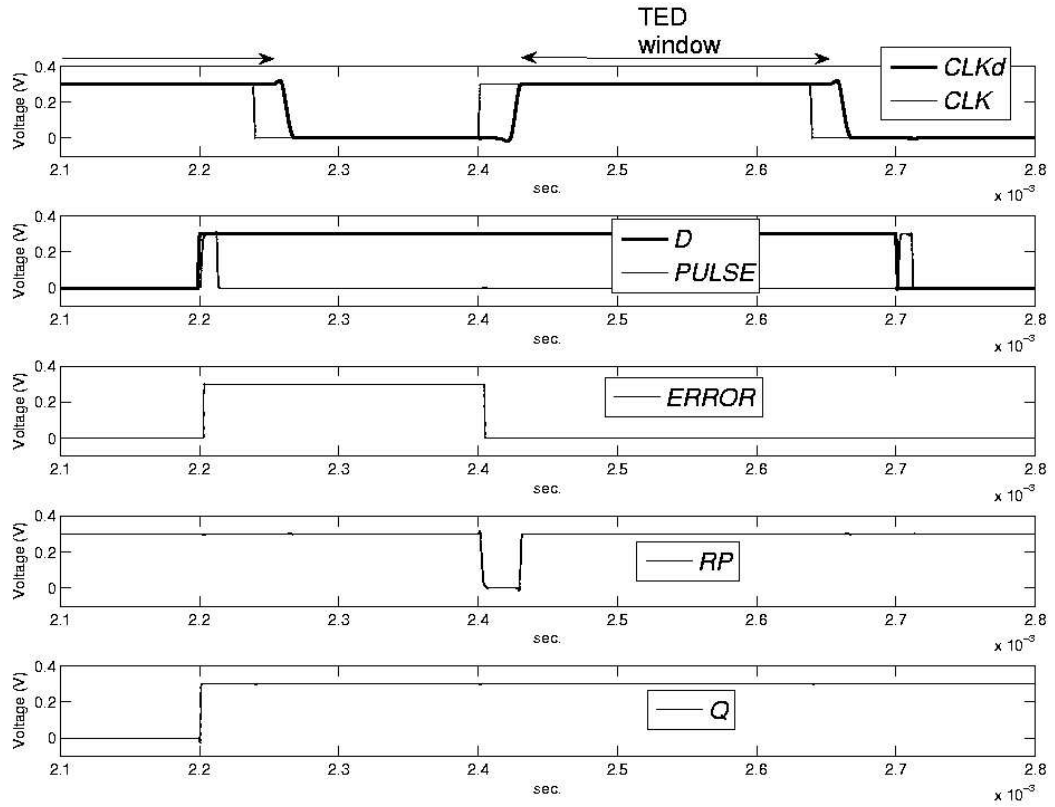 TED
window
0.4
0.2
0
Voltage (V)
CLKd
CLK
2.1 2.2 2.3 2.4 2.5 2.6 2.7 2.8
sec.
x 10⁻³
0.4
0.2
0
Voltage (V)
D
PULSE
2.1 2.2 2.3 2.4 2.5 2.6 2.7 2.8
sec.
x 10⁻³
0.4
0.2
0
Voltage (V)
ERROR
2.1 2.2 2.3 2.4 2.5 2.6 2.7 2.8
sec.
x 10⁻³
0.4
0.2
0
Voltage (V)
RP
2.1 2.2 2.3 2.4 2.5 2.6 2.7 2.8
sec.
x 10⁻³
0.4
0.2
0
Voltage (V)
Q
2.1 2.2 2.3 2.4 2.5 2.6 2.7 2.8
sec.
x 10⁻³